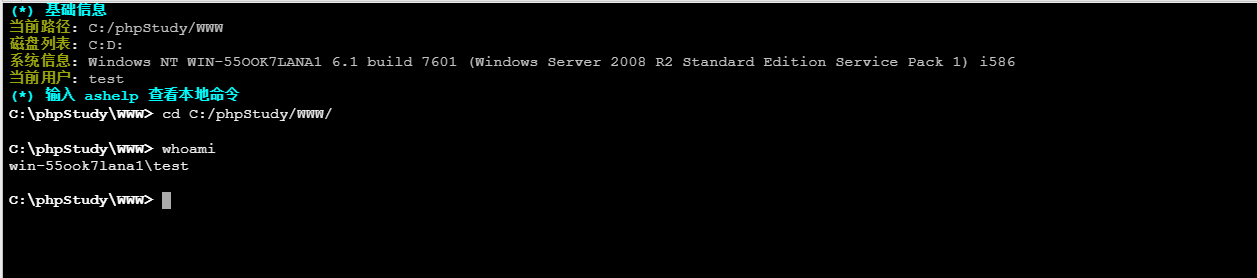 (*) 基础信息
当前路径: C:/phpStudy/WWW
磁盘列表: C:D:
系统信息: Windows NT WIN-55OOK7LANA1 6.1 build 7601 (Windows Server 2008 R2 Standard Edition Service Pack 1) i586
当前用户: test
(*) 输入 ashelp 查看本地命令
C:\phpStudy\WWW> cd C:/phpStudy/WWW/
C:\phpStudy\WWW> whoami
win-55ook7lana1\test
C:\phpStudy\WWW>